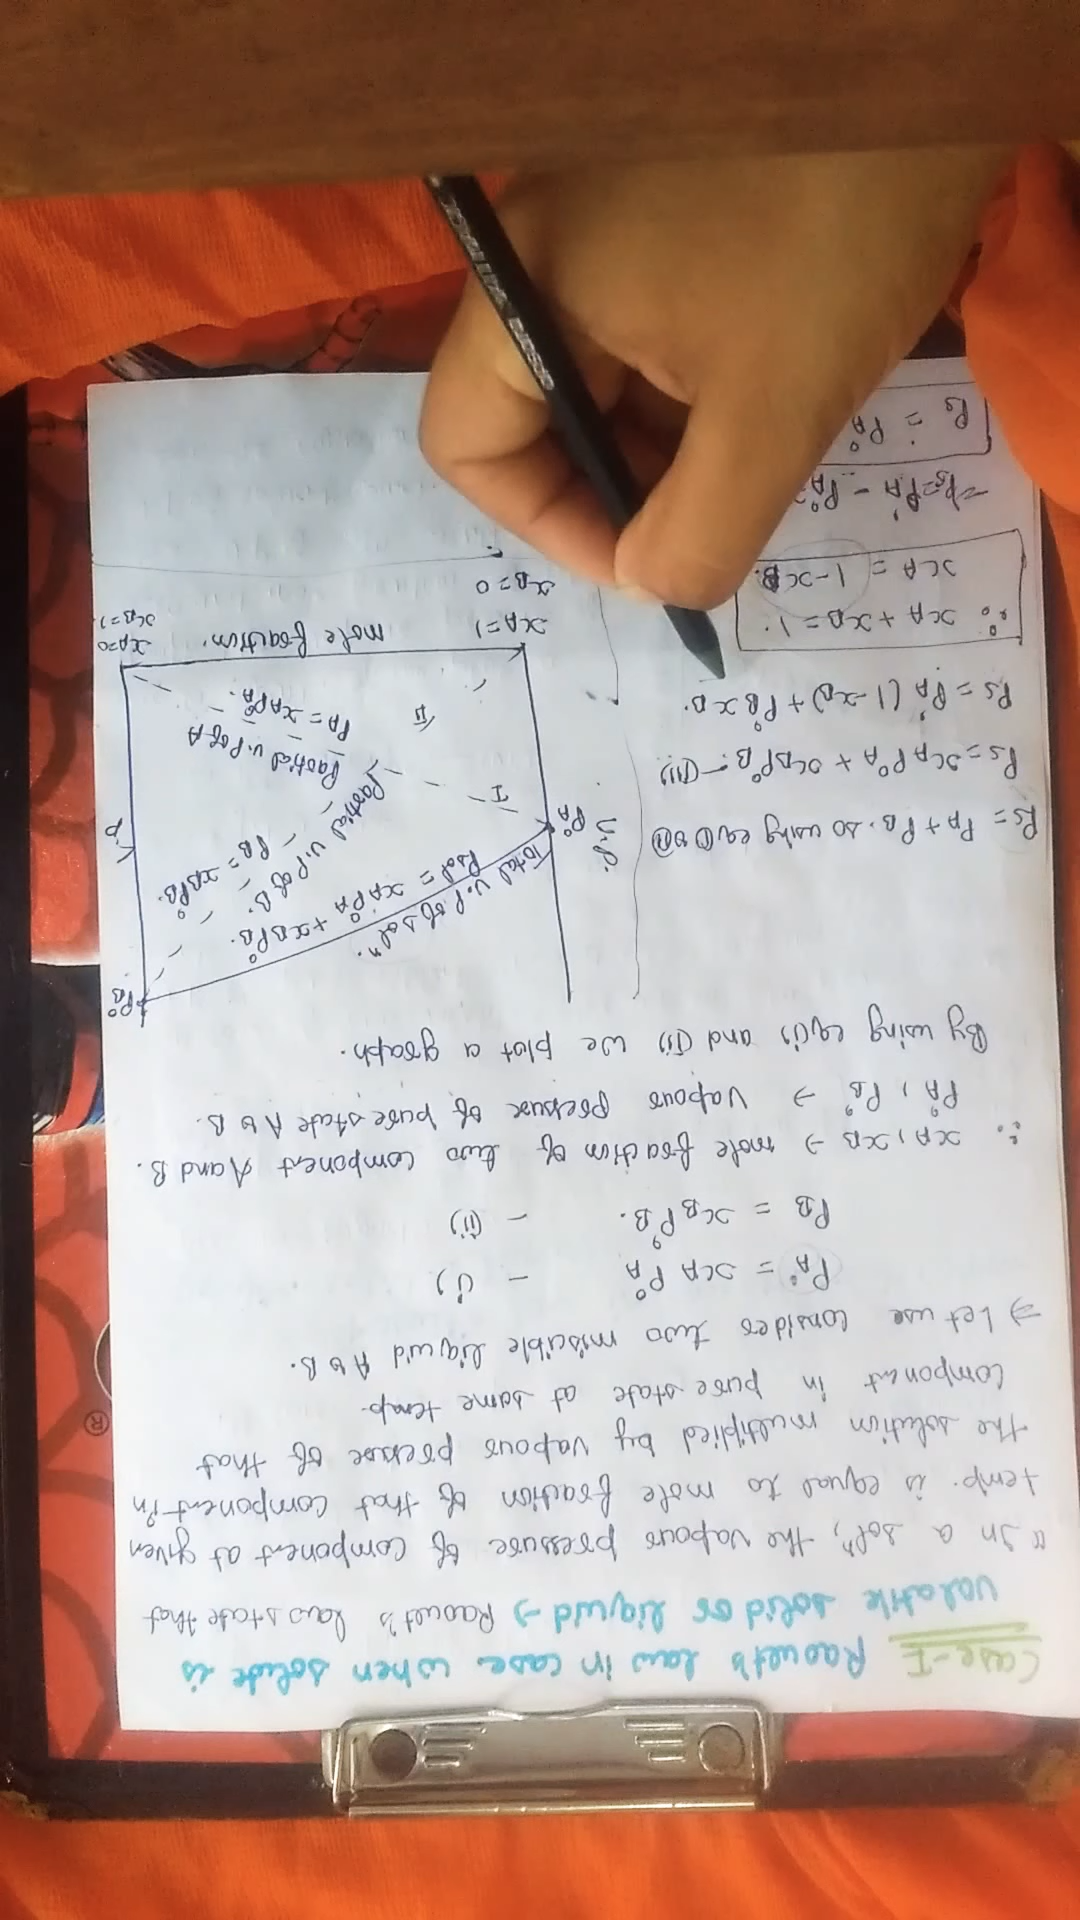 Case-I Raoult's law in case when solute is
volatile solid or liquid → Raoult's law state that
"In a solⁿ, the vapour pressure of component at given
temp. is equal to mole fraction of that component in
the solution multiplied by vapour pressure of that
component in pure state at same temp.
⇒ Let use consider two miscible liquid A & B.
PA = xA P°A - (i)
PB = xB P°B. - (ii)
∴ xA, xB → mole fraction of two component A and B.
P°A, P°B → vapour pressure of pure state A & B.
By using eq(i) and (ii) we plot a graph.
Ps = PA + PB. so using eq (i) & (ii)
Ps = xA P°A + xB P°B - (iii)
Ps = P°A (1-xB) + P°B xB.
∵ xA + xB = 1.
xA = 1-xB.
= Ps = P°A - P°A
Ps = P°A
V.P.
P°A
P°B
P
Total V.P of solⁿ.
Psol = xA P°A + xB P°B.
Partial V.P of B.
PB = xB P°B.
Partial V.P of A
PA = xA P°A.
I
II
xA=1
xB=0
mole fraction.
xA=0
xB=1
®